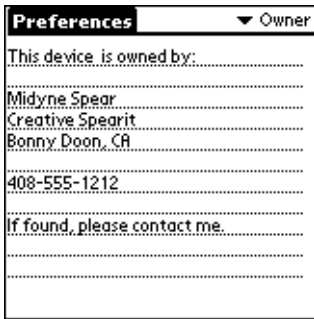 Preferences
Owner
This device is owned by:
Midyne Spear
Creative Spearit
Bonny Doon, CA
408-555-1212
If found, please contact me.